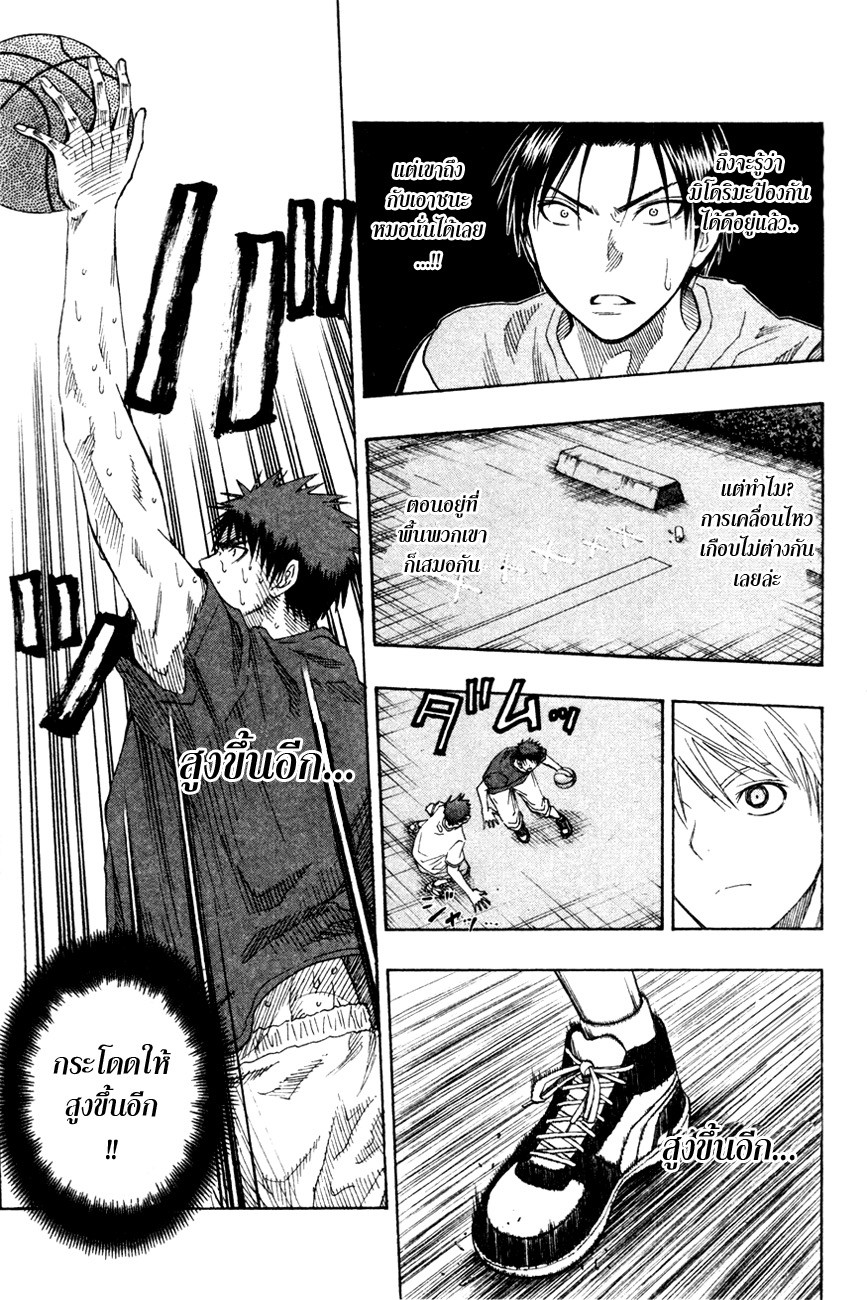 ถึงจะรู้ว่า
มิโดริมะป้องกัน
ได้ดีอยู่แล้ว..
แต่เขาถึง
กับเอาชนะ
หมอนั่นได้เลย
...!!
แต่ทำไม?
การเคลื่อนไหว
เกือบไม่ต่างกัน
เลยล่ะ
ตอนอยู่ที่
พื้นพวกเขา
ก็เสมอกัน
ダムッ
シャッ
สูงขึ้นอีก...
สูงขึ้นอีก...
กระโดดให้
สูงขึ้นอีก
!!